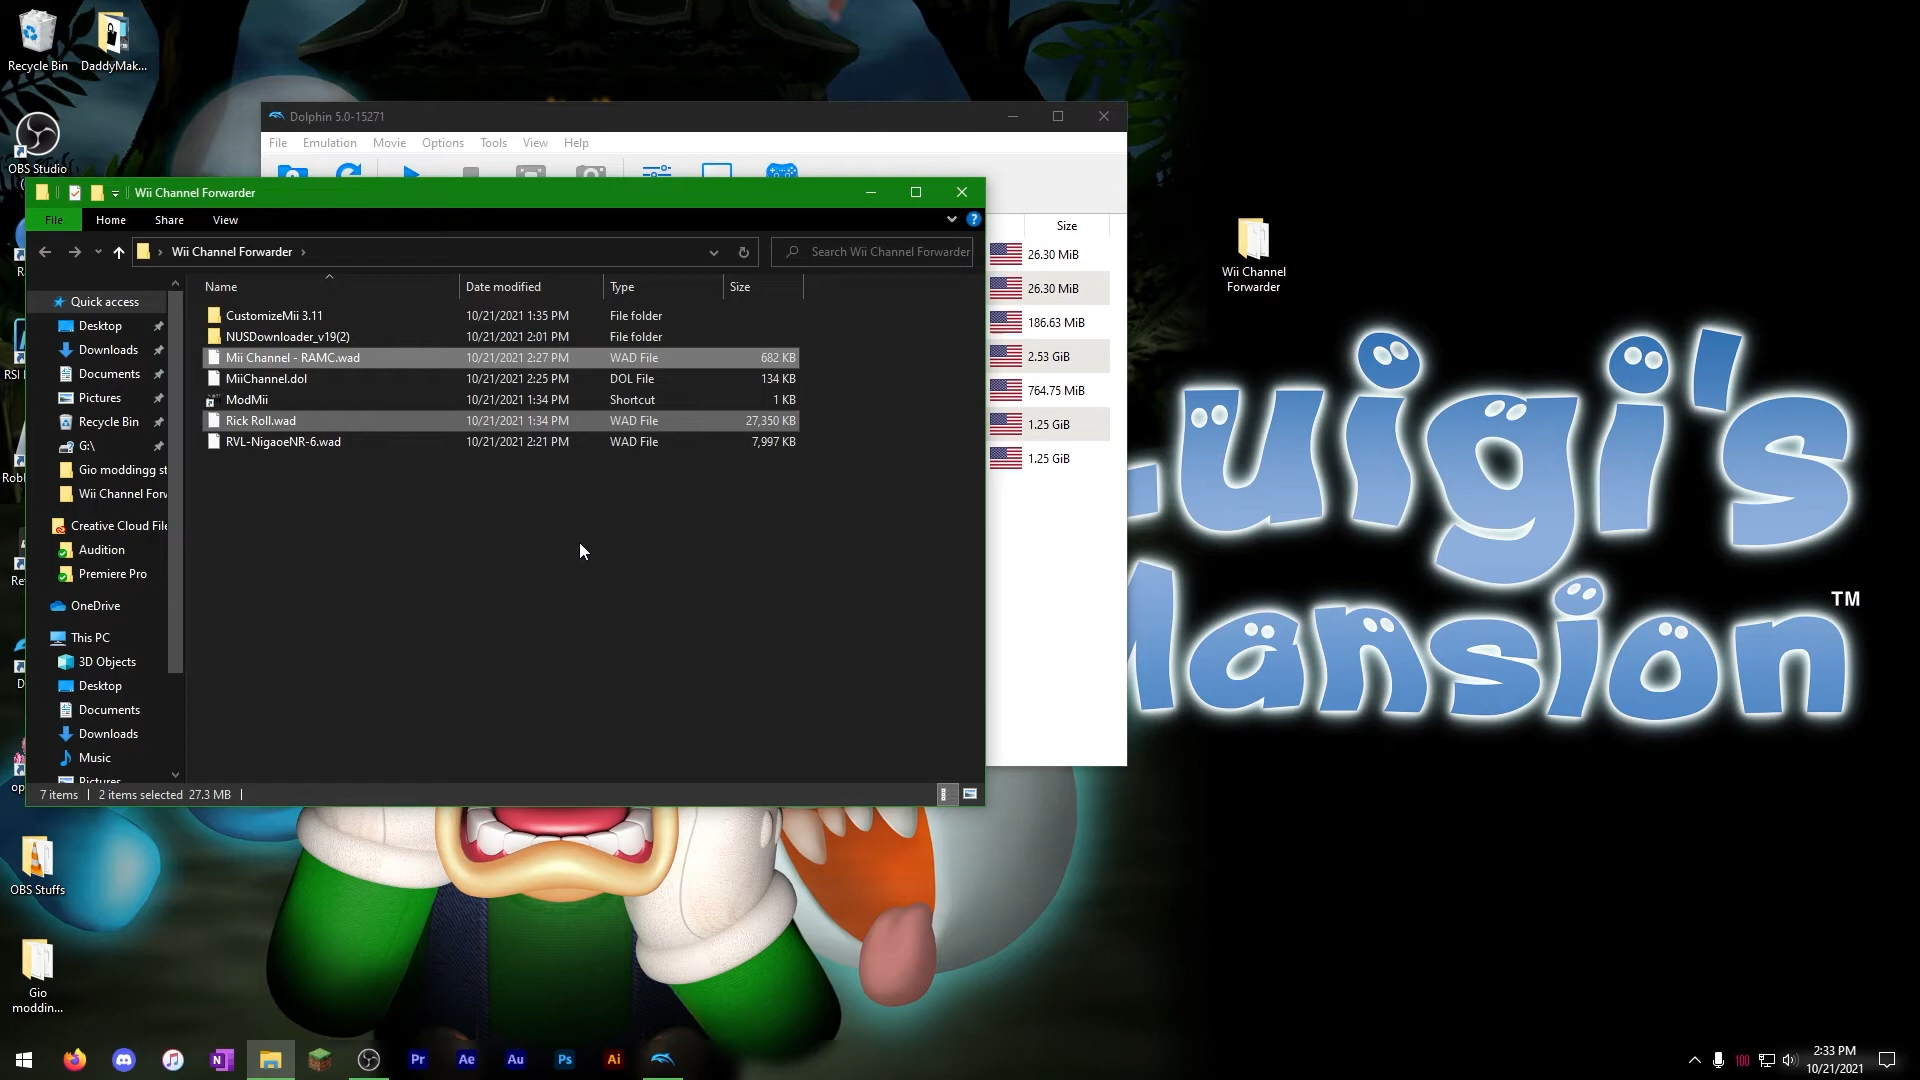 Recycle Bin
DaddyMak...
OBS Studio
Dolphin 5.0-15271
File Emulation Movie Options Tools View Help
Size
26.30 MiB
26.30 MiB
186.63 MiB
2.53 GiB
764.75 MiB
1.25 GiB
1.25 GiB
Wii Channel Forwarder
File Home Share View
Wii Channel Forwarder
Search Wii Channel Forwarder
Name Date modified Type Size
CustomizeMii 3.11 10/21/2021 1:35 PM File folder
NUSDownloader_v19(2) 10/21/2021 2:01 PM File folder
Mii Channel - RAMC.wad 10/21/2021 2:27 PM WAD File 682 KB
MiiChannel.dol 10/21/2021 2:25 PM DOL File 134 KB
ModMii 10/21/2021 1:34 PM Shortcut 1 KB
Rick Roll.wad 10/21/2021 1:34 PM WAD File 27,350 KB
RVL-NigaoeNR-6.wad 10/21/2021 2:21 PM WAD File 7,997 KB
Quick access
Desktop
Downloads
Documents
Pictures
Recycle Bin
G:\
Gio moddingg st
Wii Channel Forv
Creative Cloud File
Audition
Premiere Pro
OneDrive
This PC
3D Objects
Desktop
Documents
Downloads
Music
Pictures
7 items 2 items selected 27.3 MB
Wii Channel
Forwarder
Luigi's
Mansion
TM
RSI
OBS Stuffs
Gio
moddin...
Pr Ae Au Ps Ai
100
2:33 PM
10/21/2021